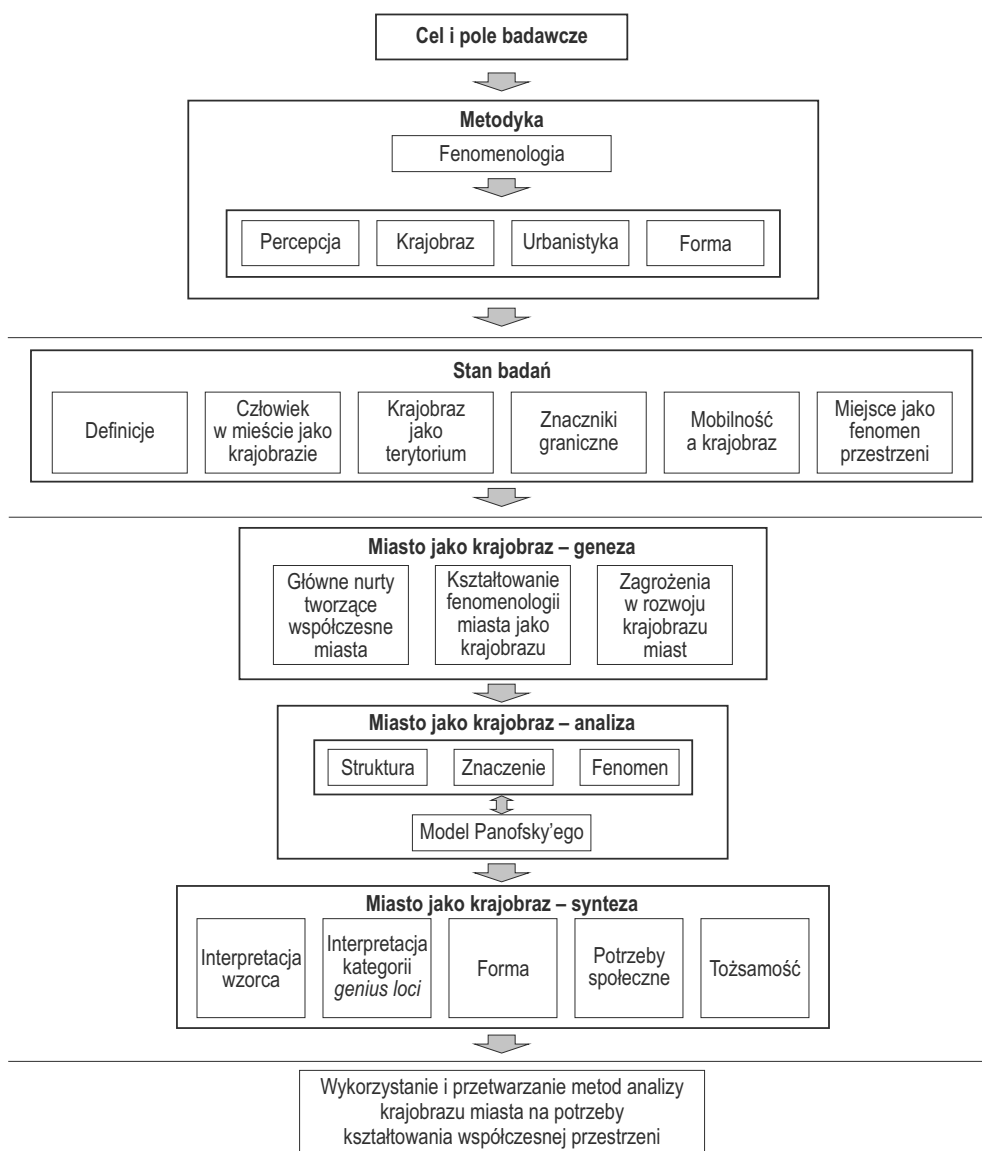 Cel i pole badawcze
Metodyka
Fenomenologia
Percepcja
Krajobraz
Urbanistyka
Forma
Stan badań
Definicje
Człowiek
w mieście jako
krajobrazie
Krajobraz
jako
terytorium
Znaczniki
graniczne
Mobilność
a krajobraz
Miejsce jako
fenomen
przestrzeni
Miasto jako krajobraz – geneza
Główne nurty
tworzące
współczesne
miasta
Kształtowanie
fenomenologii
miasta jako
krajobrazu
Zagrożenia
w rozwoju
krajobrazu
miast
Miasto jako krajobraz – analiza
Struktura
Znaczenie
Fenomen
Model Panofsky’ego
Miasto jako krajobraz – synteza
Interpretacja
wzorca
Interpretacja
kategorii
genius loci
Forma
Potrzeby
społeczne
Tożsamość
Wykorzystanie i przetwarzanie metod analizy
krajobrazu miasta na potrzeby
kształtowania współczesnej przestrzeni